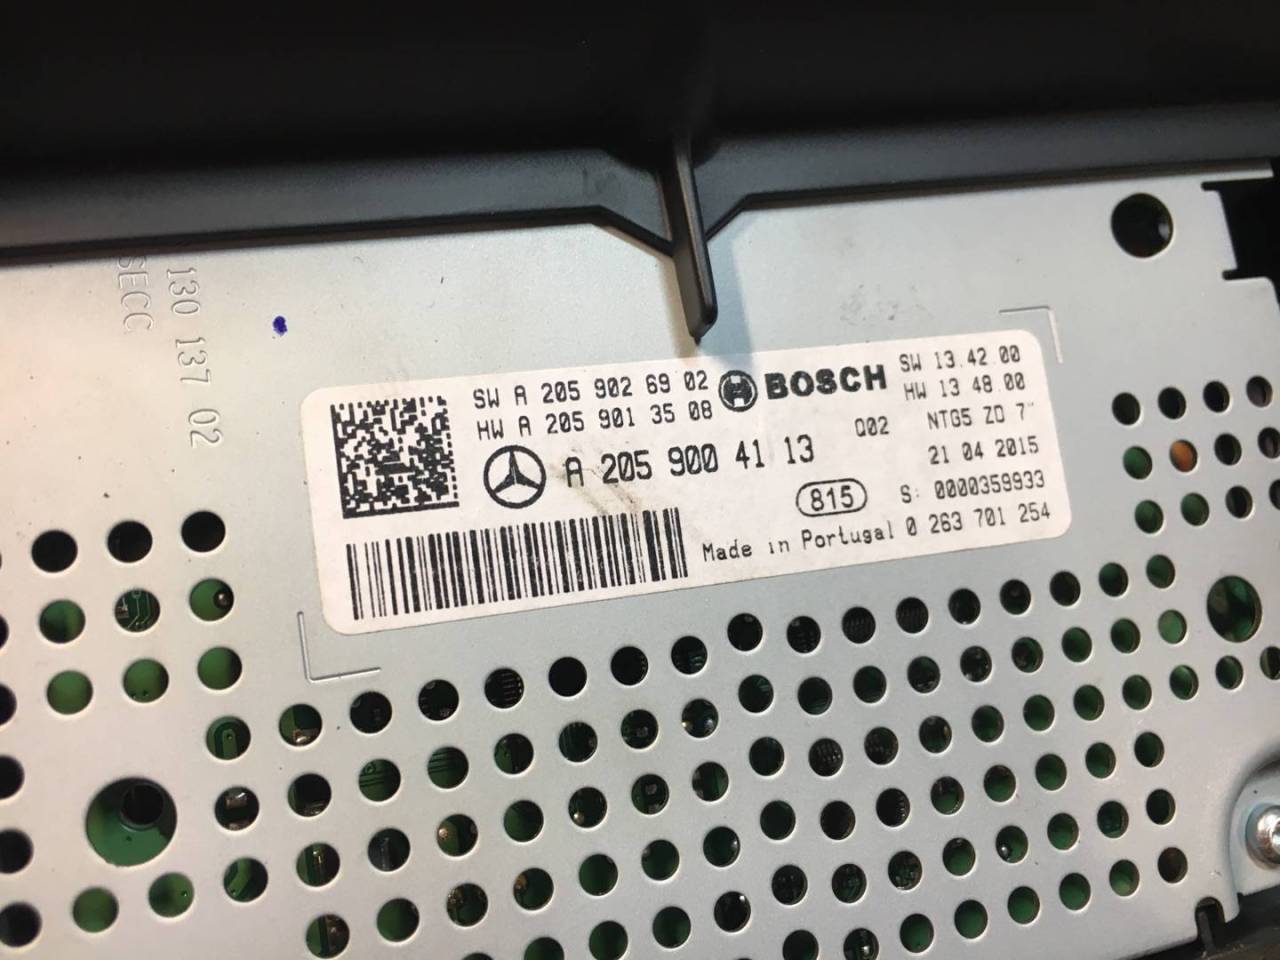 130 137 02
SECC
SW A 205 902 69 02
HW A 205 901 35 08
BOSCH
SW 13.42.00
HW 13 48.00
A 205 900 41 13
Q02
NTG5 ZD 7"
21 04 2015
815
S: 0000359933
Made in Portugal 0 263 701 254